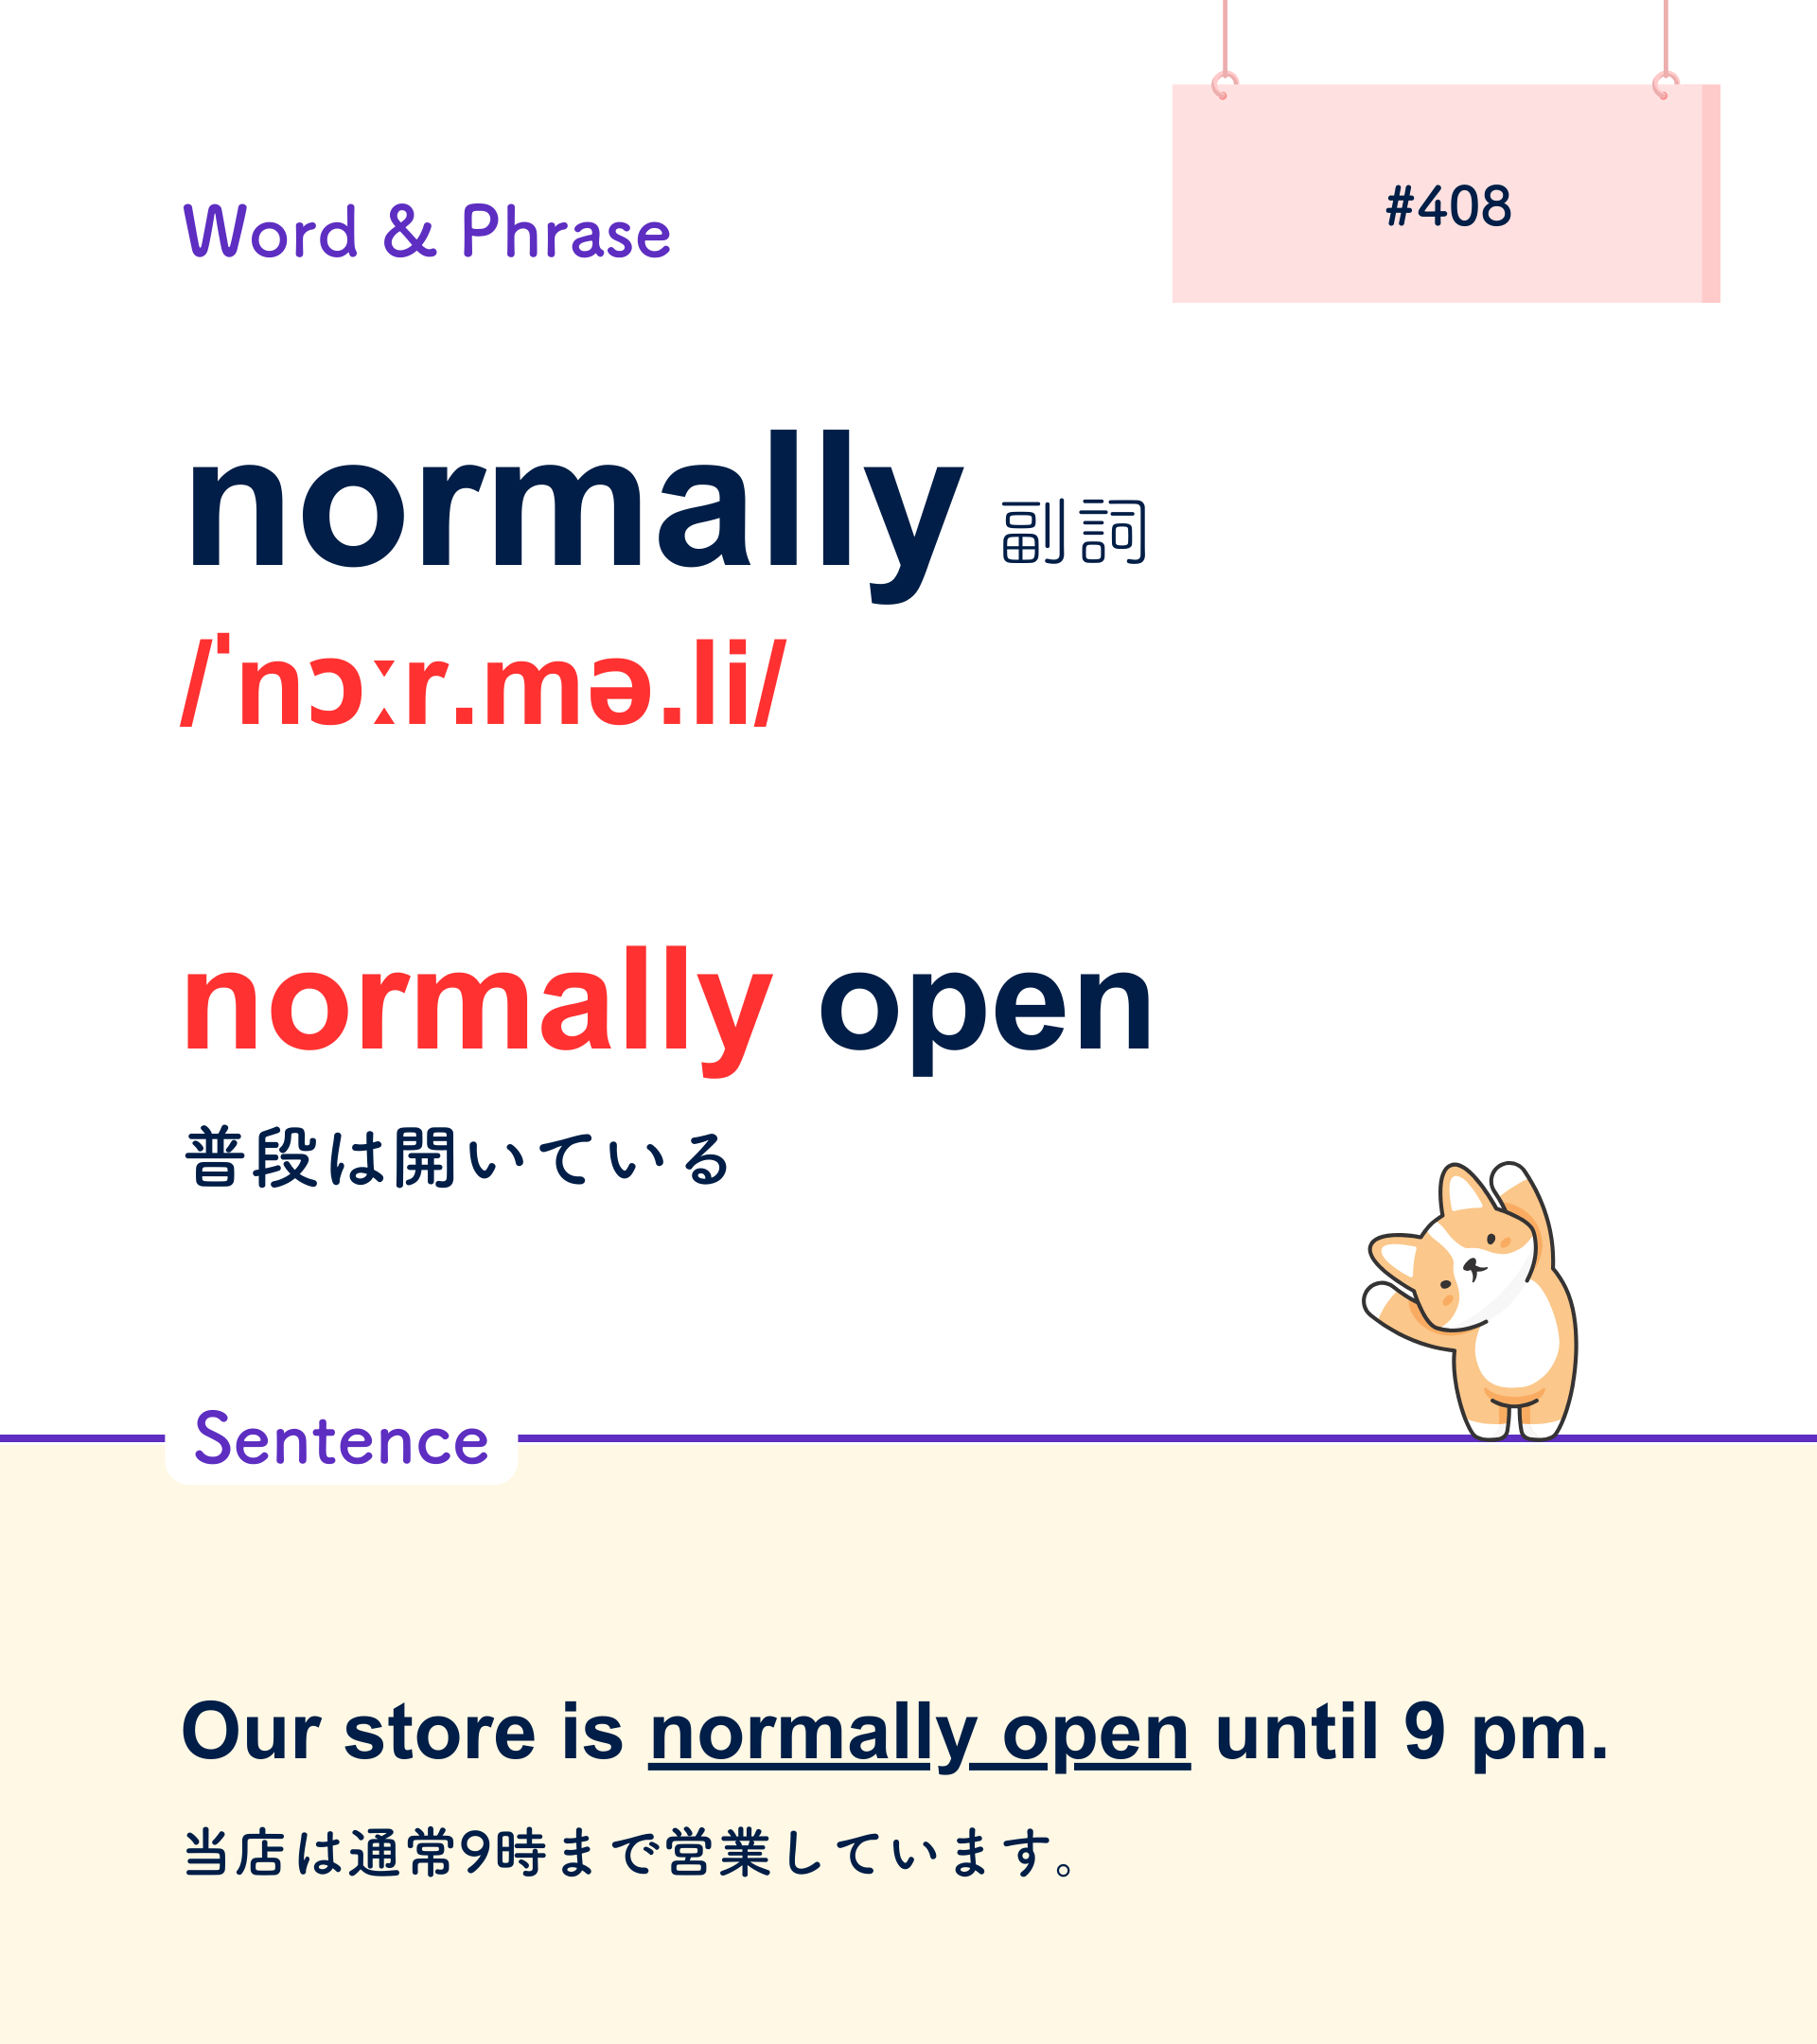 #408
Word & Phrase
normally 副詞
/ˈnɔːr.mə.li/
normally open
普段は開いている
Sentence
Our store is normally open until 9 pm.
当店は通常9時まで営業しています。